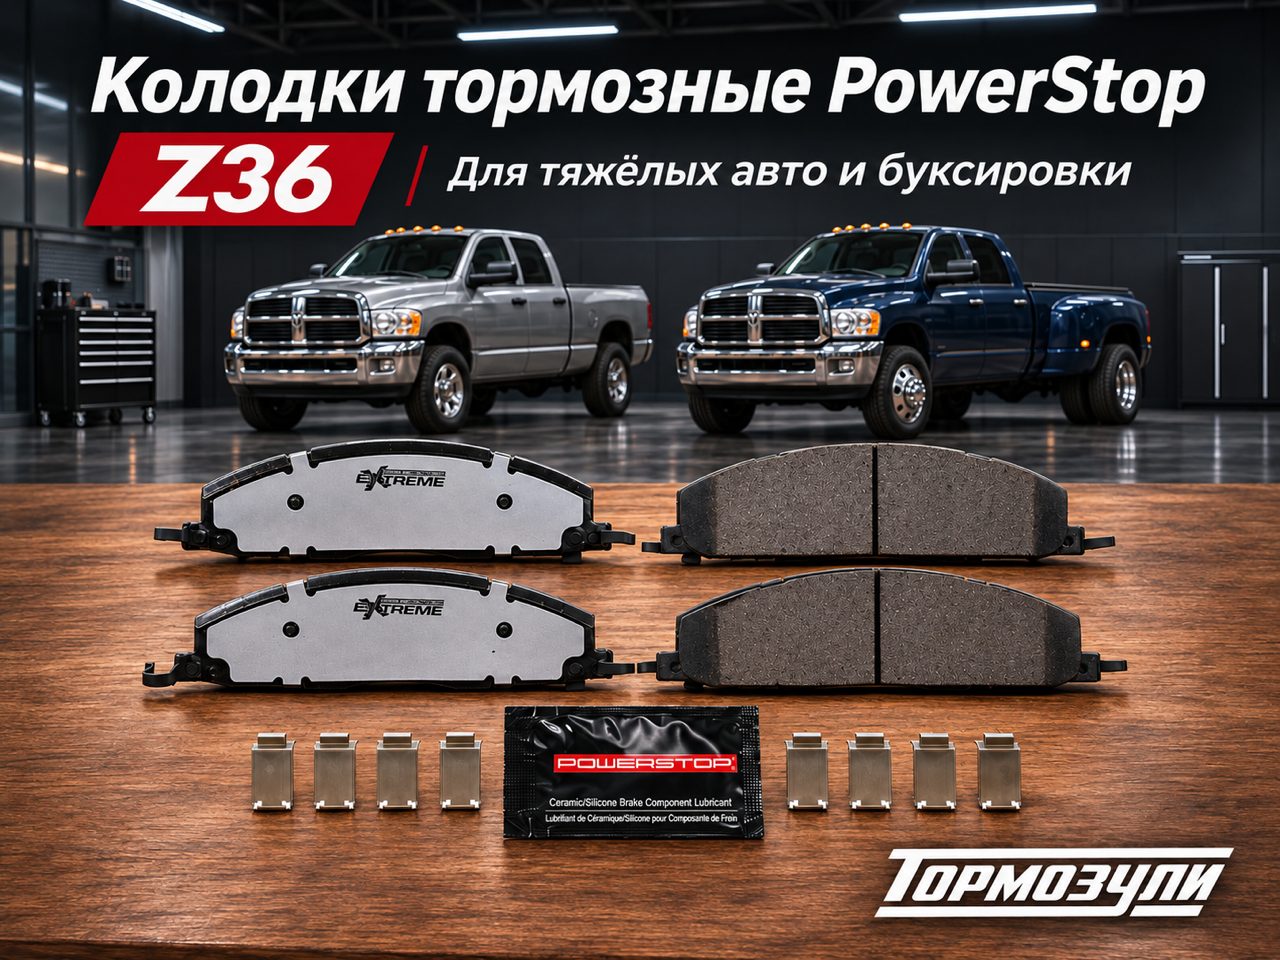 Колодки тормозные PowerStop
Z36
Для тяжёлых авто и буксировки
EXTREME
EXTREME
POWERSTOP
Ceramic/Silicone Brake Component Lubricant
Lubrifiant de Céramique/Silicone pour Composante de Frein
ТОРМОЗУЛИ